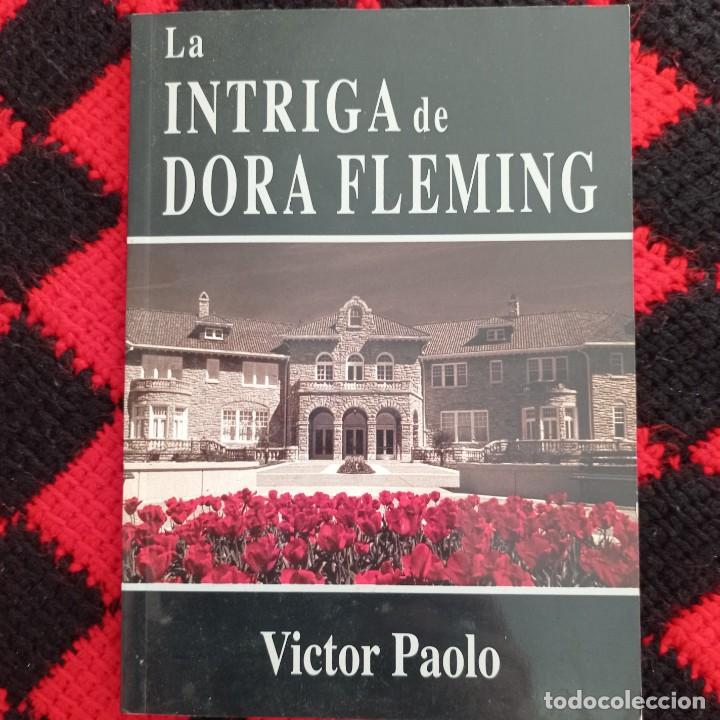 La
INTRIGA de
DORA FLEMING
Victor Paolo
todocoleccion